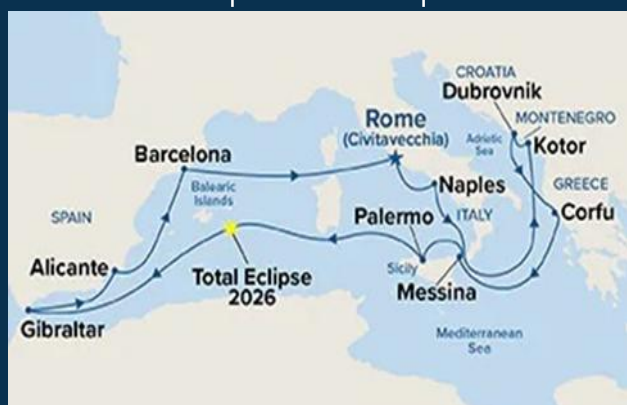 CROATIA
Dubrovnik
MONTENEGRO
Rome
(Civitavecchia)
Adriatic
Sea
Kotor
Barcelona
Balearic
Islands
Naples
GREECE
SPAIN
Palermo
ITALY
Corfu
Alicante
Total Eclipse
2026
Sicily
Messina
Gibraltar
Mediterranean
Sea